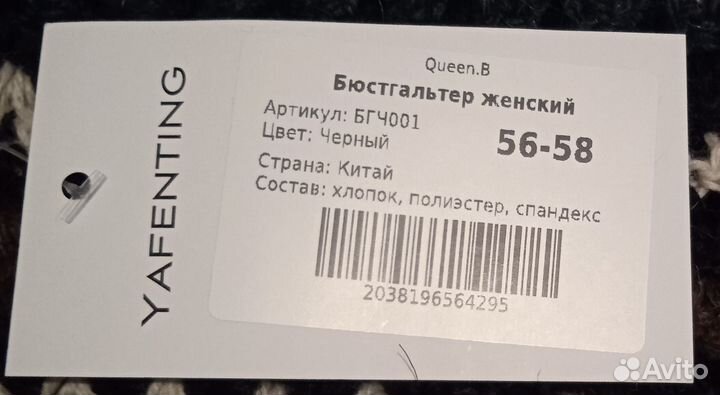 YAFENTING
Queen.B
Бюстгальтер женский
Артикул: БГЧ001
Цвет: Черный
56-58
Страна: Китай
Состав: хлопок, полиэстер, спандекс
2038196564295
Avito